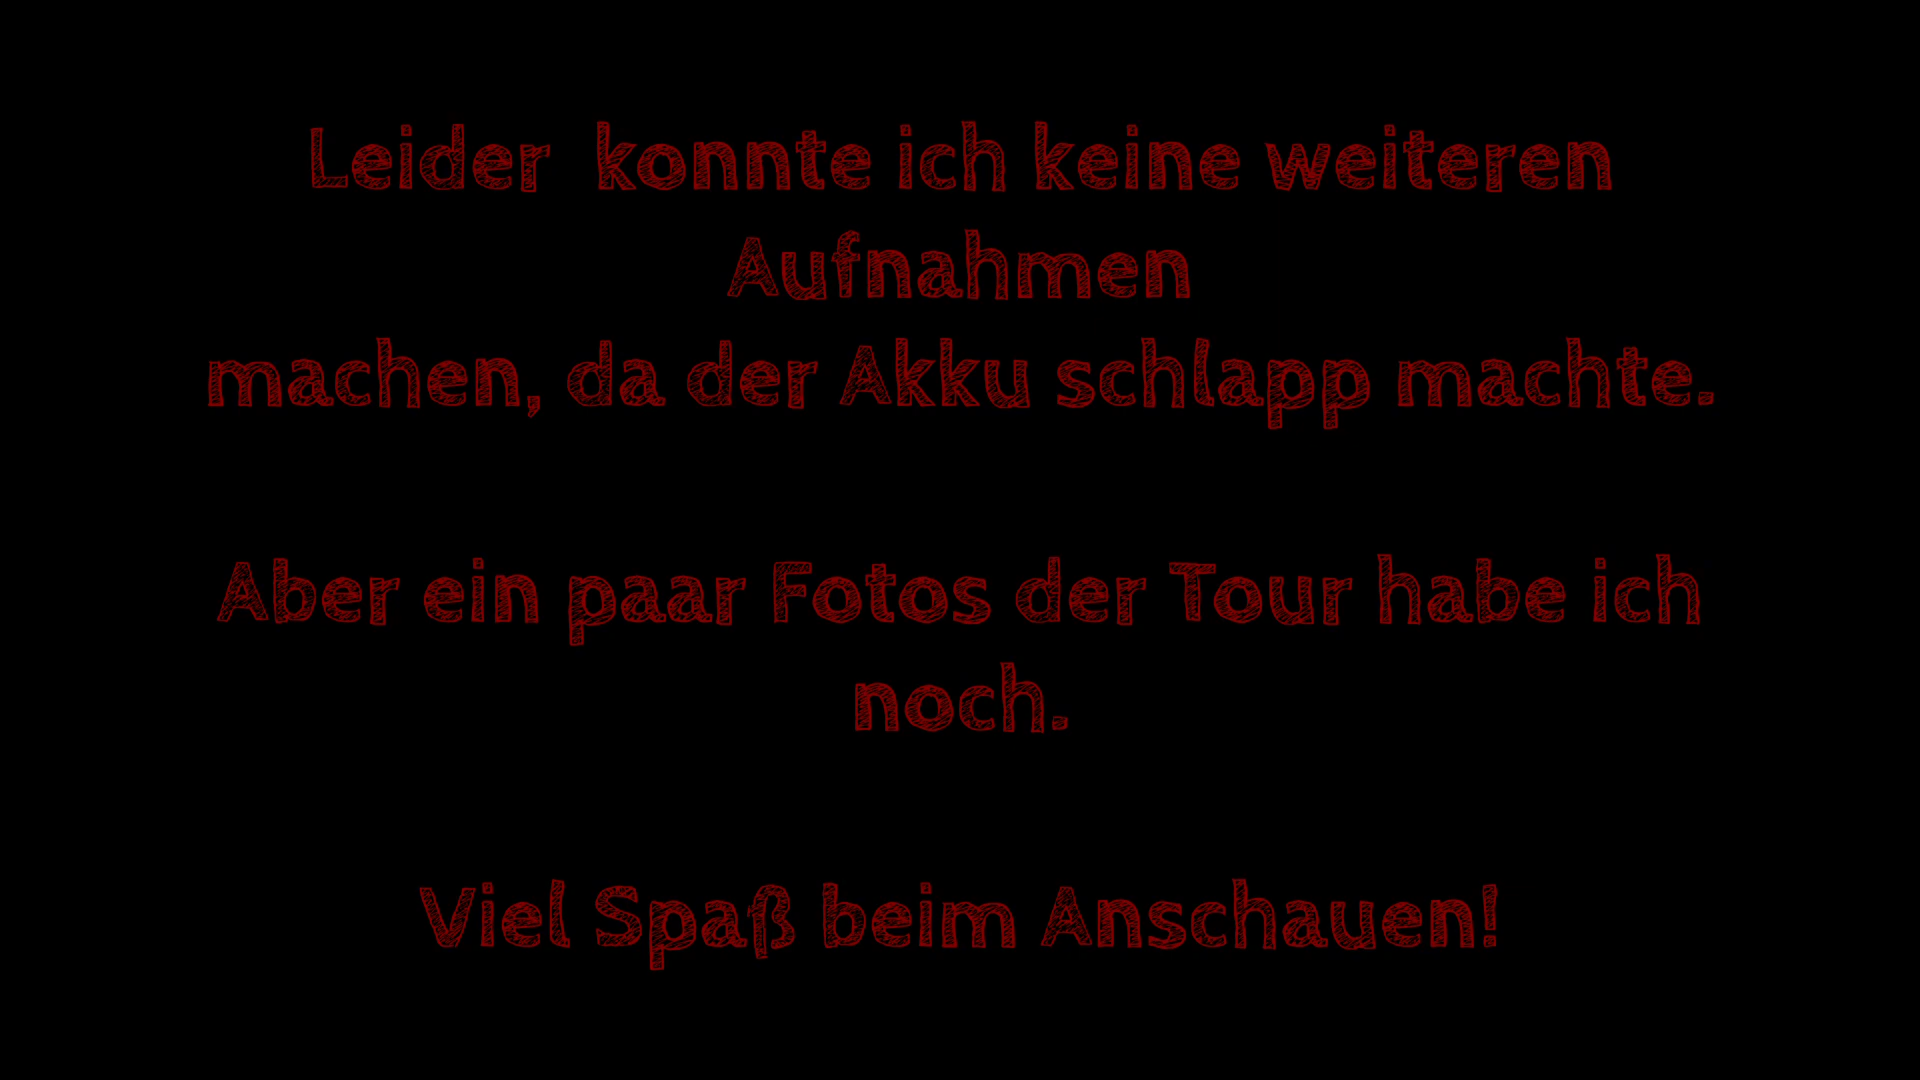 Leider  konnte ich keine weiteren
Aufnahmen
machen, da der Akku schlapp machte.
Aber ein paar Fotos der Tour habe ich
noch.
Viel Spaß beim Anschauen!